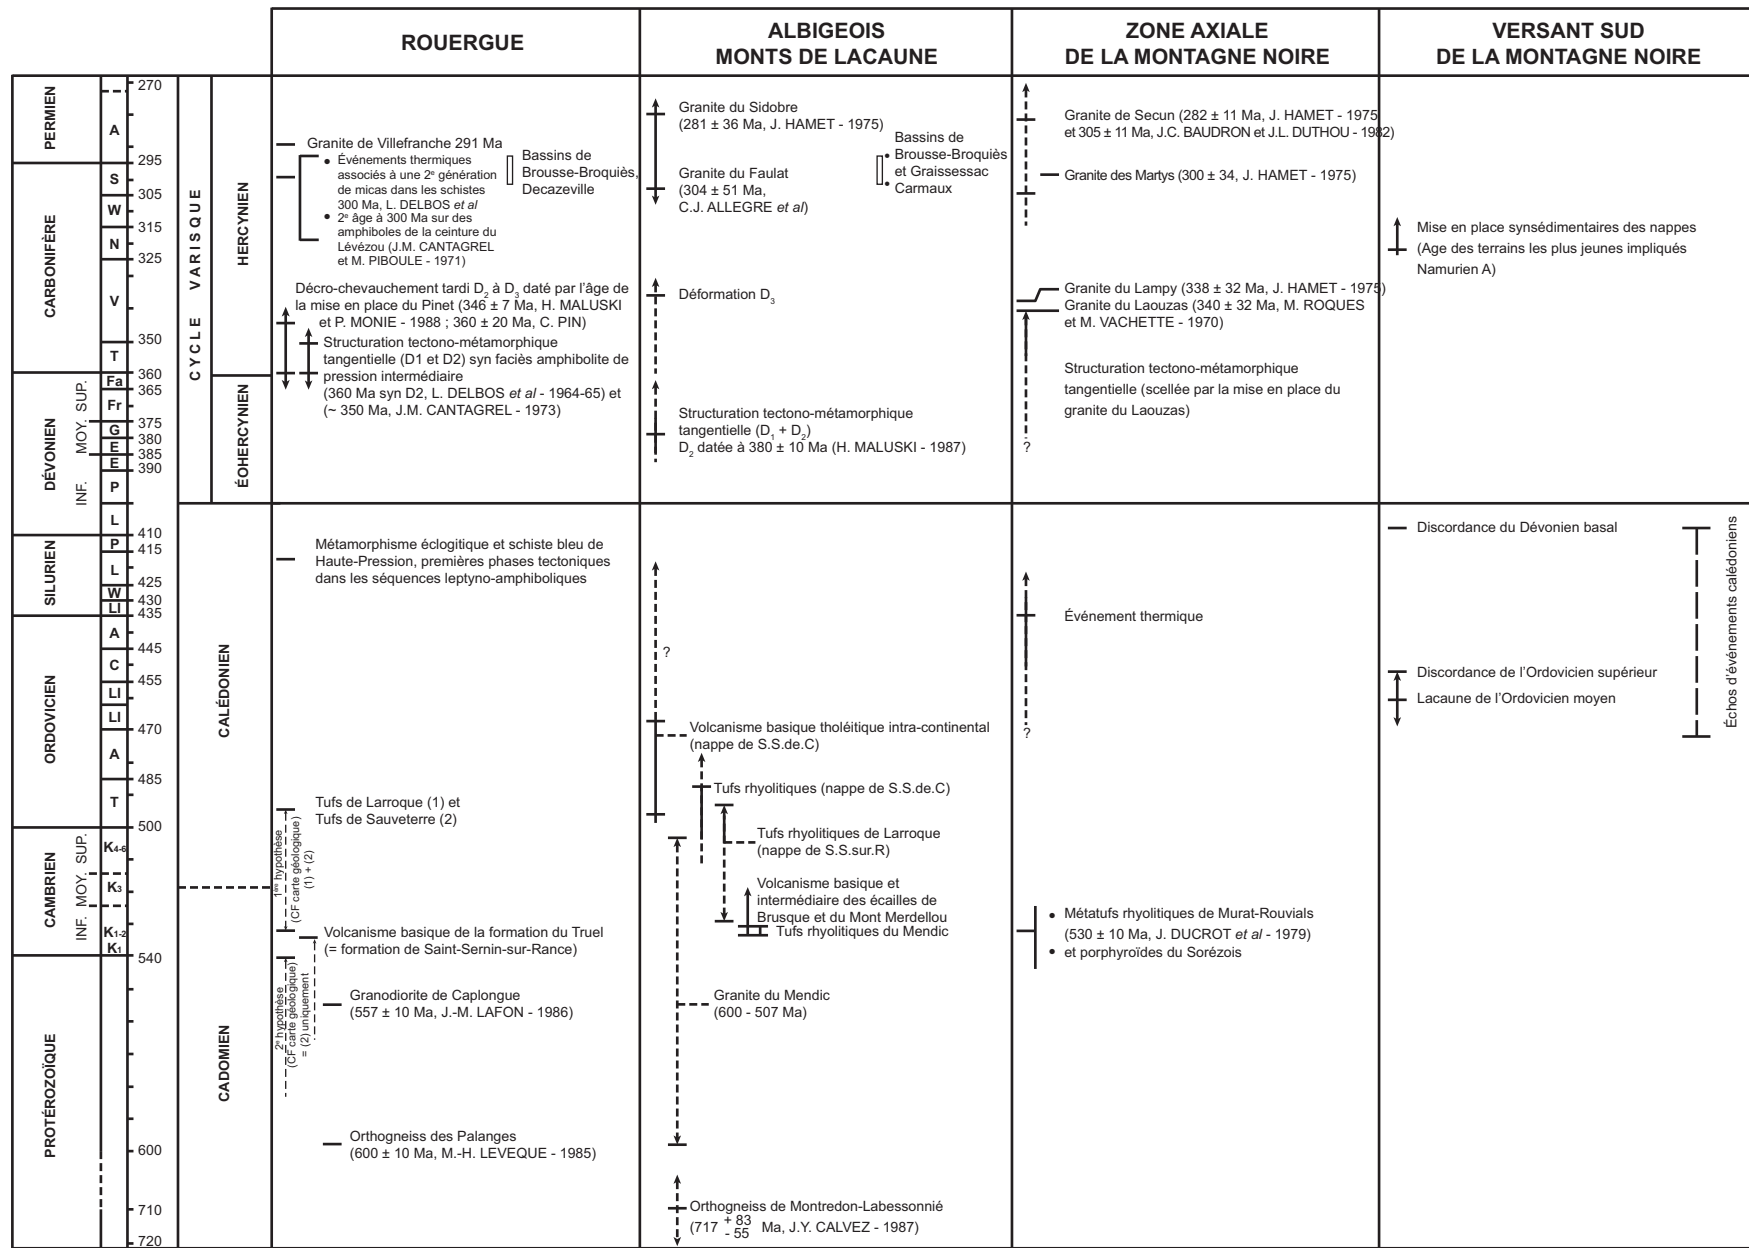 ROUERGUE
ALBIGEOIS
MONTS DE LACAUNE
ZONE AXIALE
DE LA MONTAGNE NOIRE
VERSANT SUD
DE LA MONTAGNE NOIRE
PERMIEN
CARBONIFÈRE
DÉVONIEN
INF. MOY. SUP.
SILURIEN
ORDOVICIEN
CAMBRIEN
INF. MOY. SUP.
PROTÉROZOÏQUE
A
S
W
N
V
T
Fa
Fr
G
E
E
P
L
P
L
W
Ll
A
C
Ll
Ll
A
T
K4-6
K3
K1-2
K1
270
295
305
315
325
350
360
365
375
380
385
390
410
415
425
430
435
445
455
470
485
500
540
600
710
720
CYCLE VARISQUE
HERCYNIEN
ÉOHERCYNIEN
CALÉDONIEN
CADOMIEN
Granite de Villefranche 291 Ma
• Événements thermiques
associés à une 2e génération
de micas dans les schistes
300 Ma, L. DELBOS et al
• 2e âge à 300 Ma sur des
amphiboles de la ceinture du
Lévézou (J.M. CANTAGREL
et M. PIBOULE - 1971)
Bassins de
Brousse-Broquiès,
Decazeville
Décro-chevauchement tardi D2 à D3 daté par l'âge de
la mise en place du Pinet (346 ± 7 Ma, H. MALUSKI
et P. MONIE - 1988 ; 360 ± 20 Ma, C. PIN)
Structuration tectono-métamorphique
tangentielle (D1 et D2) syn faciès amphibolite de
pression intermédiaire
(360 Ma syn D2, L. DELBOS et al - 1964-65) et
(~ 350 Ma, J.M. CANTAGREL - 1973)
Métamorphisme éclogitique et schiste bleu de
Haute-Pression, premières phases tectoniques
dans les séquences leptyno-amphiboliques
Tufs de Larroque (1) et
Tufs de Sauveterre (2)
1ère hypothèse
(CF carte géologique)
(1) + (2)
Volcanisme basique de la formation du Truel
(= formation de Saint-Sernin-sur-Rance)
2e hypothèse
(CF carte géologique)
= (2) uniquement
Granodiorite de Caplongue
(557 ± 10 Ma, J.-M. LAFON - 1986)
Orthogneiss des Palanges
(600 ± 10 Ma, M.-H. LEVEQUE - 1985)
Granite du Sidobre
(281 ± 36 Ma, J. HAMET - 1975)
Granite du Faulat
(304 ± 51 Ma,
C.J. ALLEGRE et al)
Bassins de
• Brousse-Broquiès
et Graissessac
• Carmaux
Déformation D3
Structuration tectono-métamorphique
tangentielle (D1 + D2)
D2 datée à 380 ± 10 Ma (H. MALUSKI - 1987)
?
Volcanisme basique tholéitique intra-continental
(nappe de S.S.de.C)
Tufs rhyolitiques (nappe de S.S.de.C)
Tufs rhyolitiques de Larroque
(nappe de S.S.sur.R)
Volcanisme basique et
intermédiaire des écailles de
Brusque et du Mont Merdellou
Tufs rhyolitiques du Mendic
Granite du Mendic
(600 - 507 Ma)
Orthogneiss de Montredon-Labessonnié
(717 + 83 - 55 Ma, J.Y. CALVEZ - 1987)
Granite de Secun (282 ± 11 Ma, J. HAMET - 1975
et 305 ± 11 Ma, J.C. BAUDRON et J.L. DUTHOU - 1982)
Granite des Martys (300 ± 34, J. HAMET - 1975)
Granite du Lampy (338 ± 32 Ma, J. HAMET - 1975)
Granite du Laouzas (340 ± 32 Ma, M. ROQUES
et M. VACHETTE - 1970)
Structuration tectono-métamorphique
tangentielle (scellée par la mise en place du
granite du Laouzas)
?
Événement thermique
?
• Métatufs rhyolitiques de Murat-Rouvials
(530 ± 10 Ma, J. DUCROT et al - 1979)
• et porphyroïdes du Sorézois
Mise en place synsédimentaires des nappes
(Age des terrains les plus jeunes impliqués
Namurien A)
Discordance du Dévonien basal
Discordance de l'Ordovicien supérieur
Lacaune de l'Ordovicien moyen
Échos d'événements calédoniens